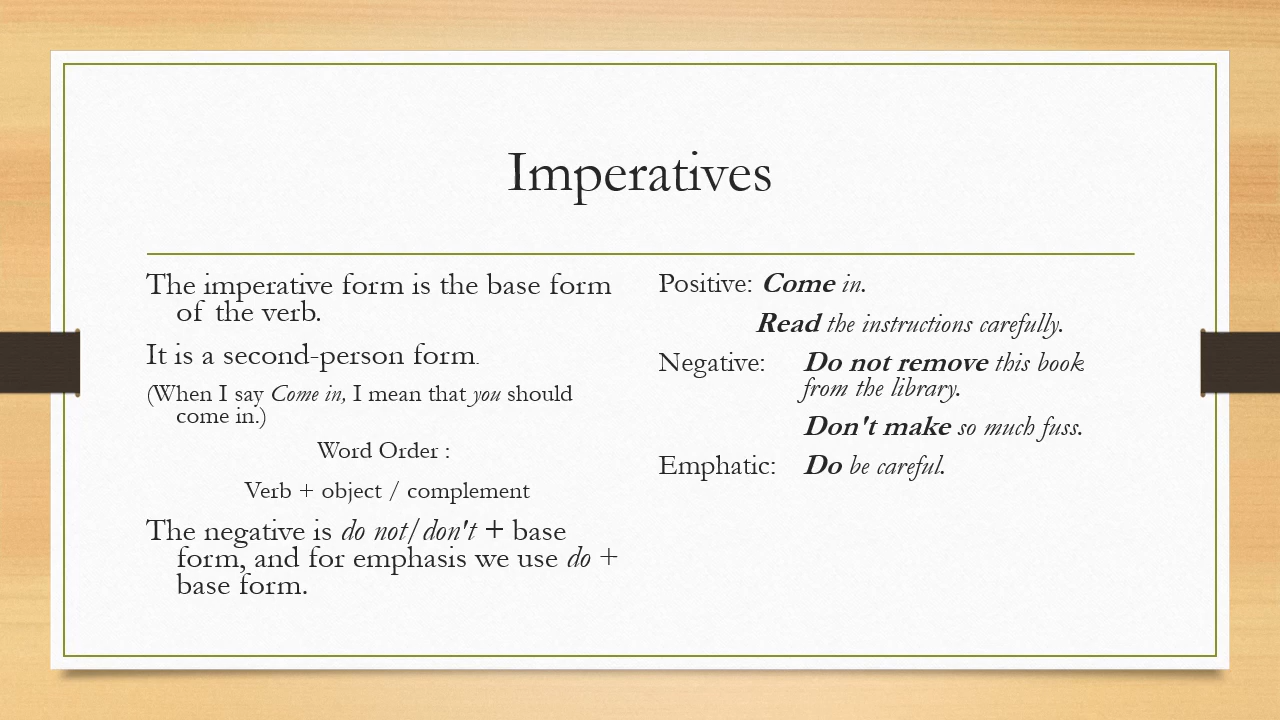 Imperatives
The imperative form is the base form
of the verb.
It is a second-person form.
(When I say Come in, I mean that you should
come in.)
Word Order :
Verb + object / complement
The negative is do not/don't + base
form, and for emphasis we use do +
base form.
Positive: Come in.
Read the instructions carefully.
Negative: Do not remove this book
from the library.
Don't make so much fuss.
Emphatic: Do be careful.